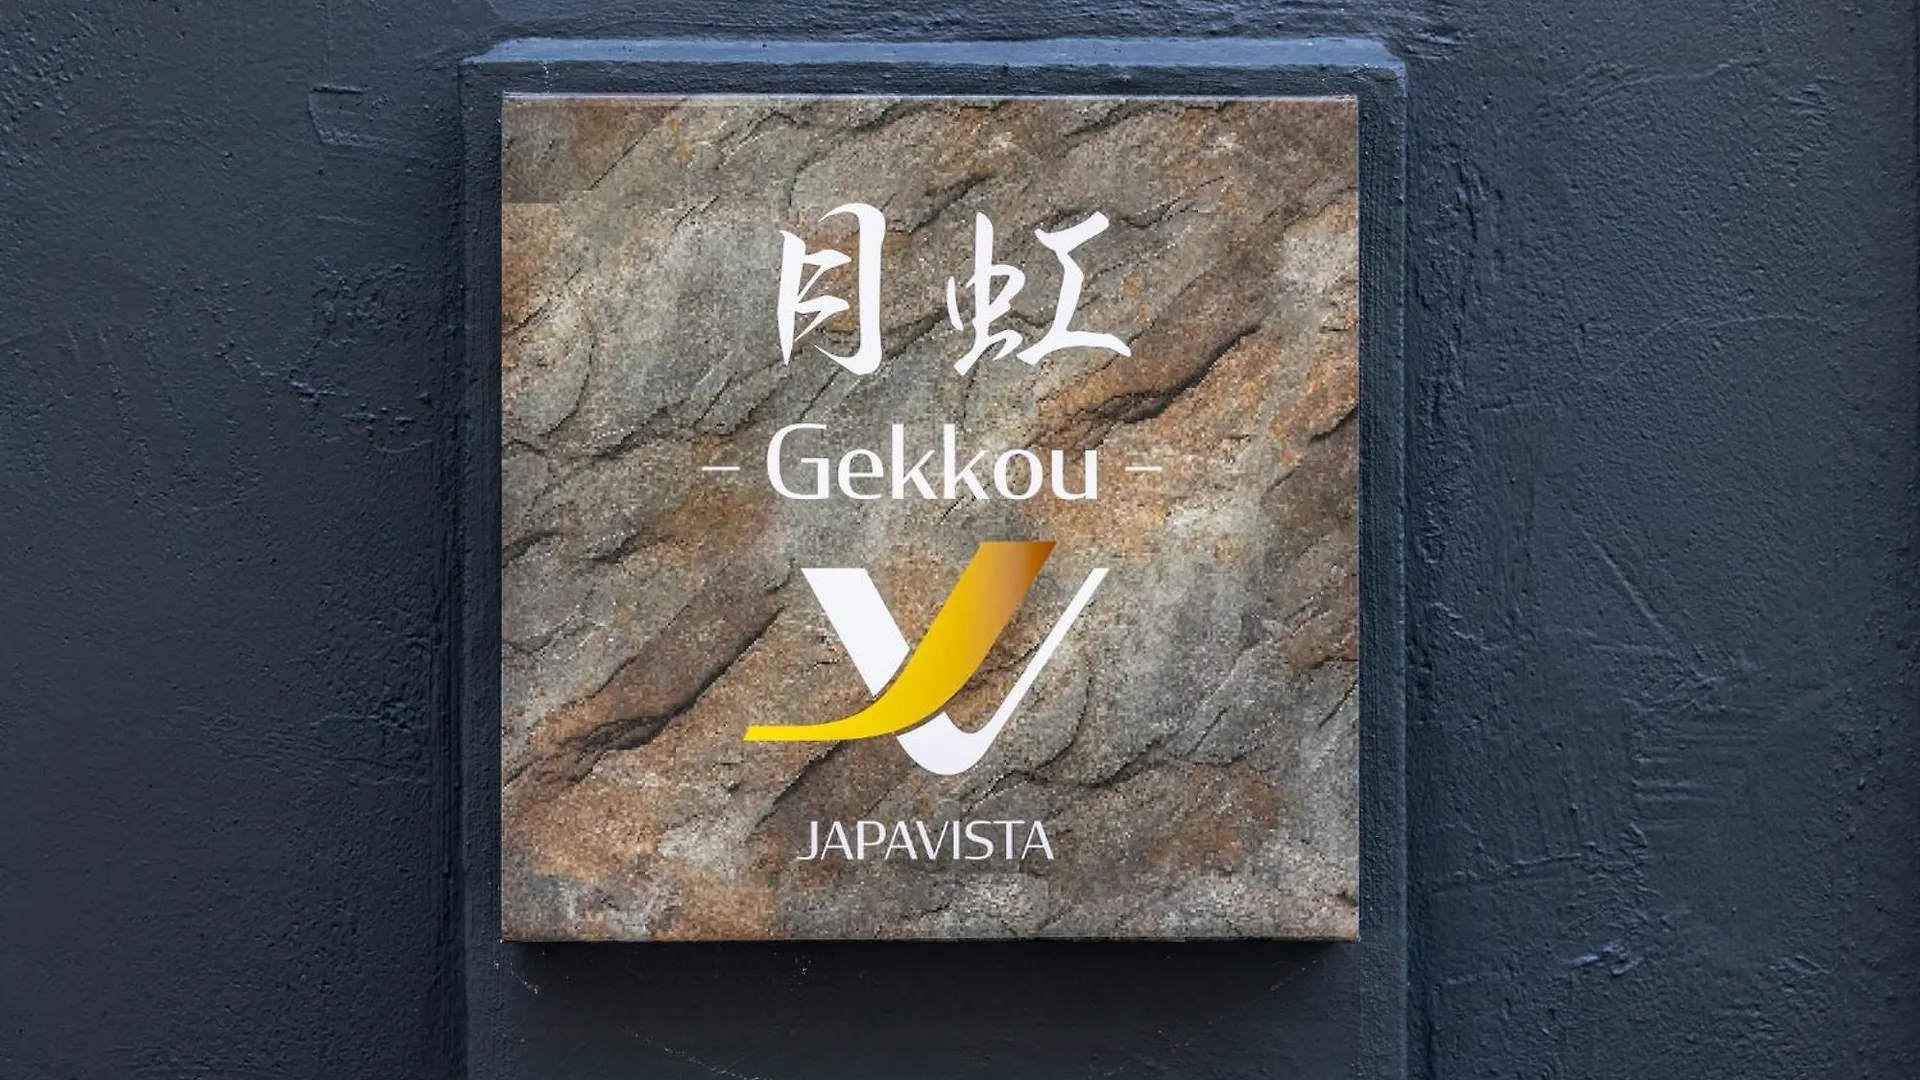 月虹
– Gekkou –
JAPAVISTA